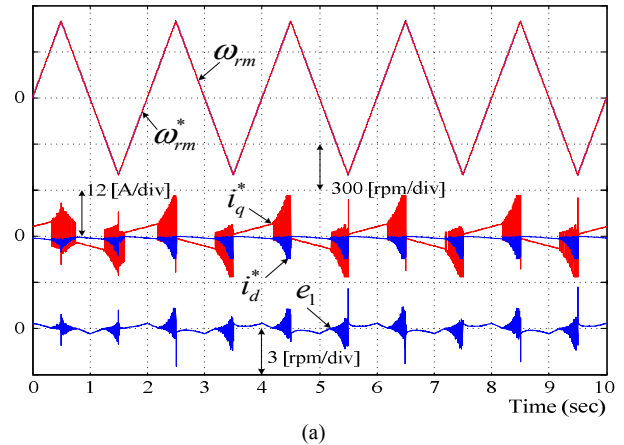 0
ω_rm
ω*_rm
12 [A/div]
i*_q
300 [rpm/div]
0
i*_d
e_1
0
3 [rpm/div]
0 1 2 3 4 5 6 7 8 9 10
Time (sec)
(a)